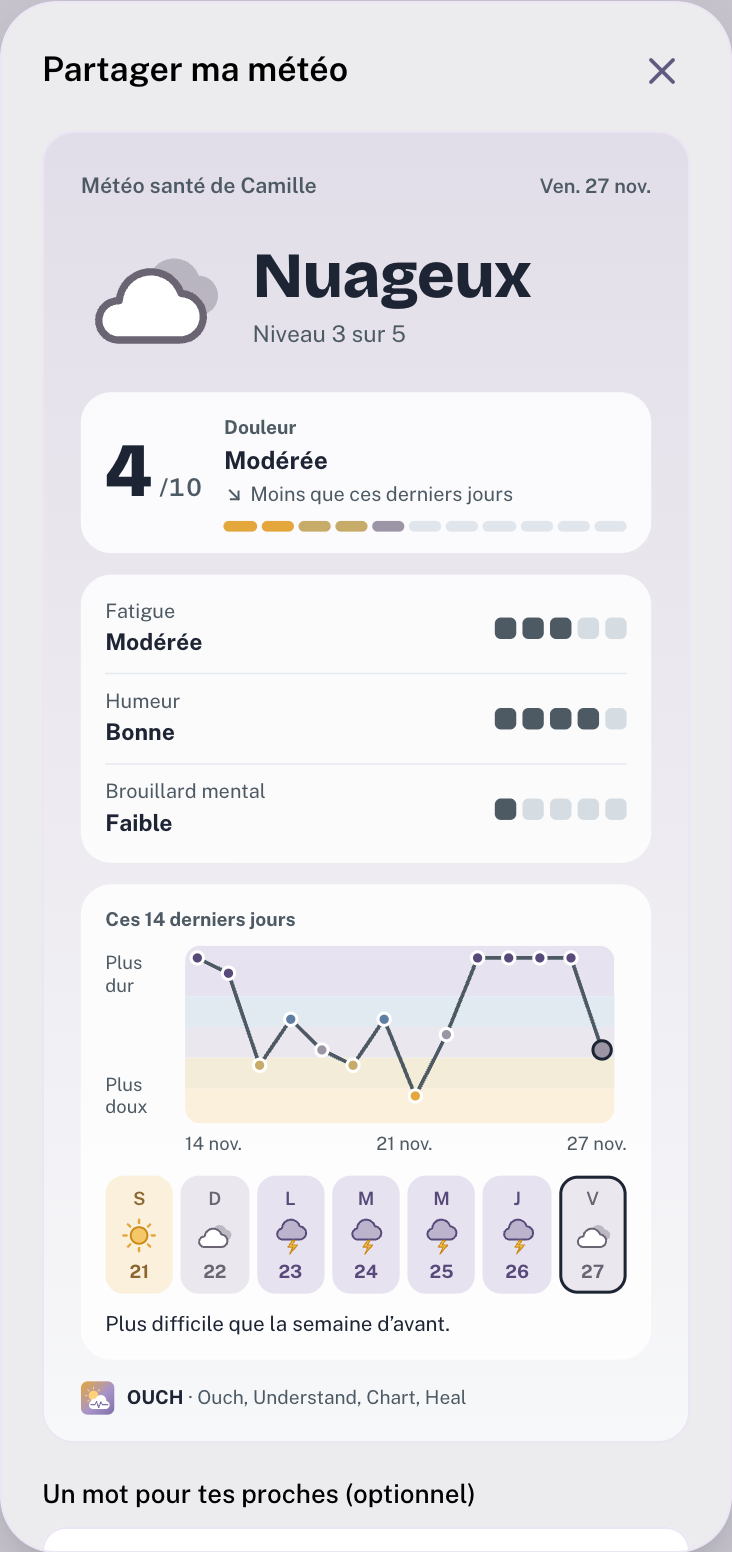 Partager ma météo
Météo santé de Camille
Ven. 27 nov.
Nuageux
Niveau 3 sur 5
4 /10
Douleur
Modérée
Moins que ces derniers jours
Fatigue
Modérée
Humeur
Bonne
Brouillard mental
Faible
Ces 14 derniers jours
Plus
dur
Plus
doux
14 nov. 21 nov. 27 nov.
S D L M M J V
21 22 23 24 25 26 27
Plus difficile que la semaine d’avant.
OUCH · Ouch, Understand, Chart, Heal
Un mot pour tes proches (optionnel)